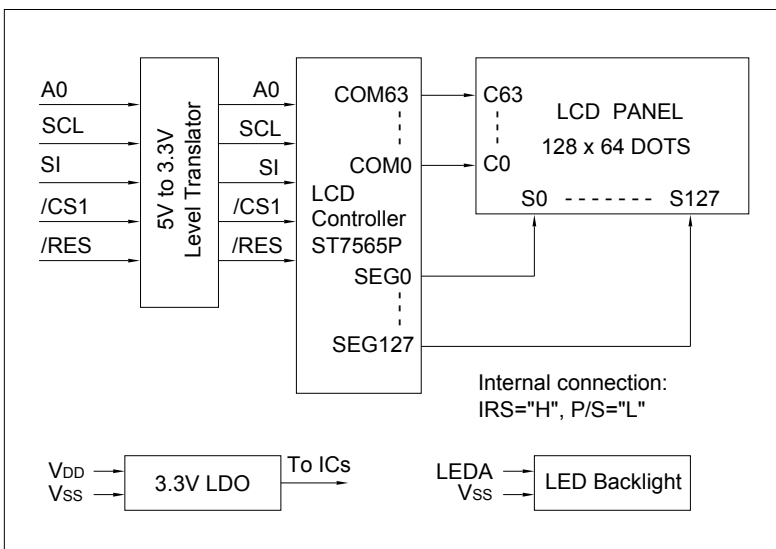 A0
SCL
SI
/CS1
/RES
5V to 3.3V
Level Translator
A0
SCL
SI
/CS1
/RES
COM63
COM0
LCD
Controller
ST7565P
SEG0
SEG127
C63
C0
LCD PANEL
128 x 64 DOTS
S0 ------- S127
Internal connection:
IRS="H", P/S="L"
VDD
VSS
3.3V LDO
To ICs
LEDA
VSS
LED Backlight